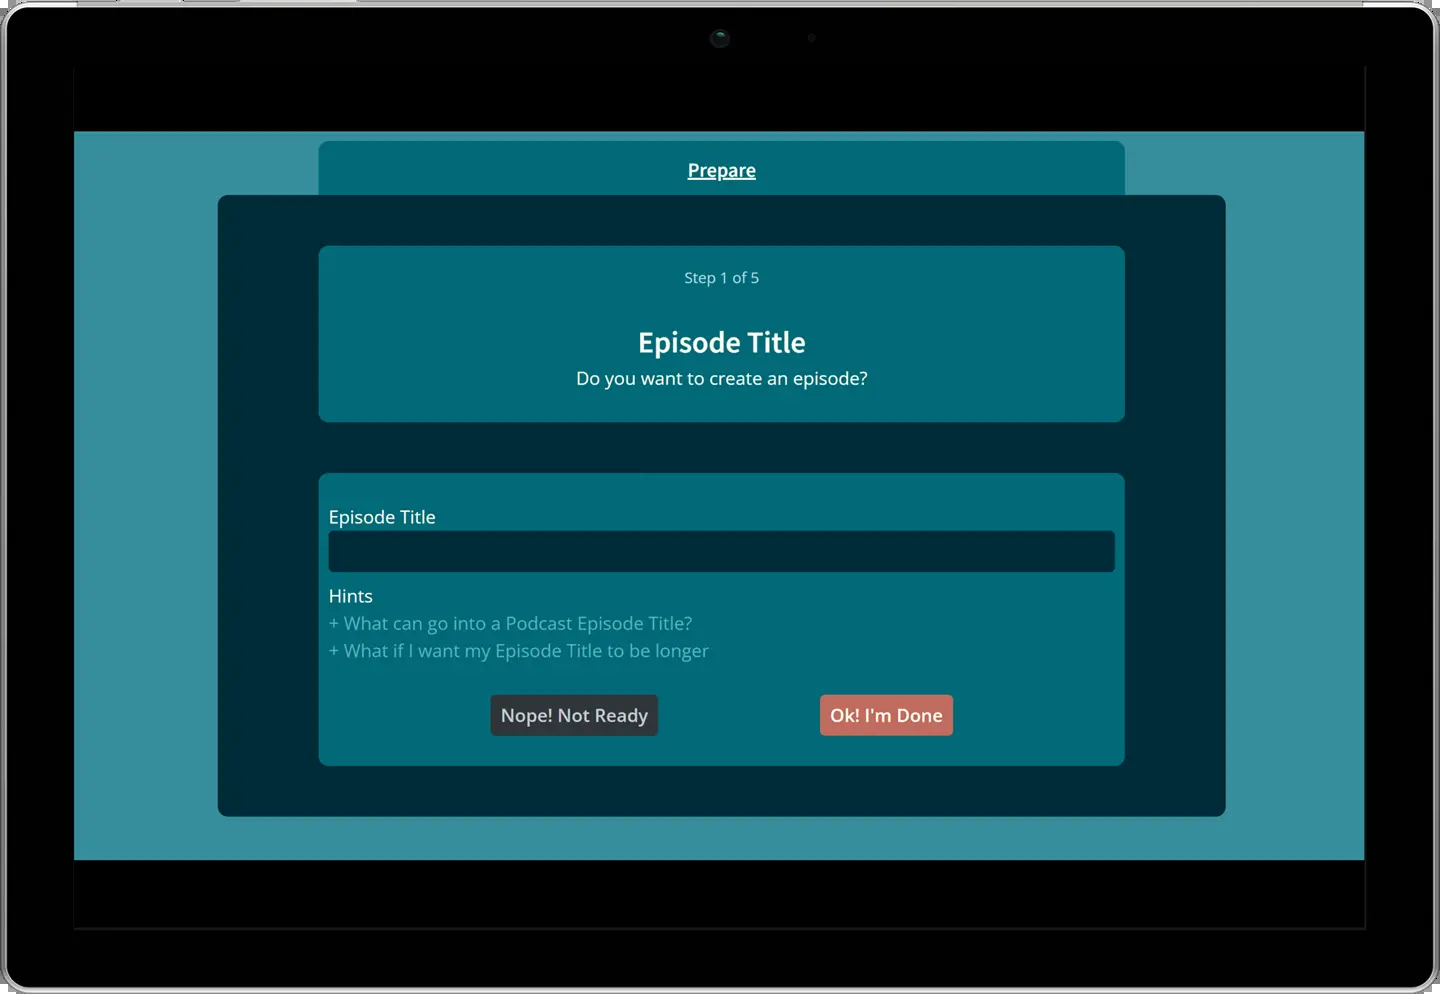 Prepare
Step 1 of 5
Episode Title
Do you want to create an episode?
Episode Title
Hints
+ What can go into a Podcast Episode Title?
+ What if I want my Episode Title to be longer
Nope! Not Ready
Ok! I'm Done